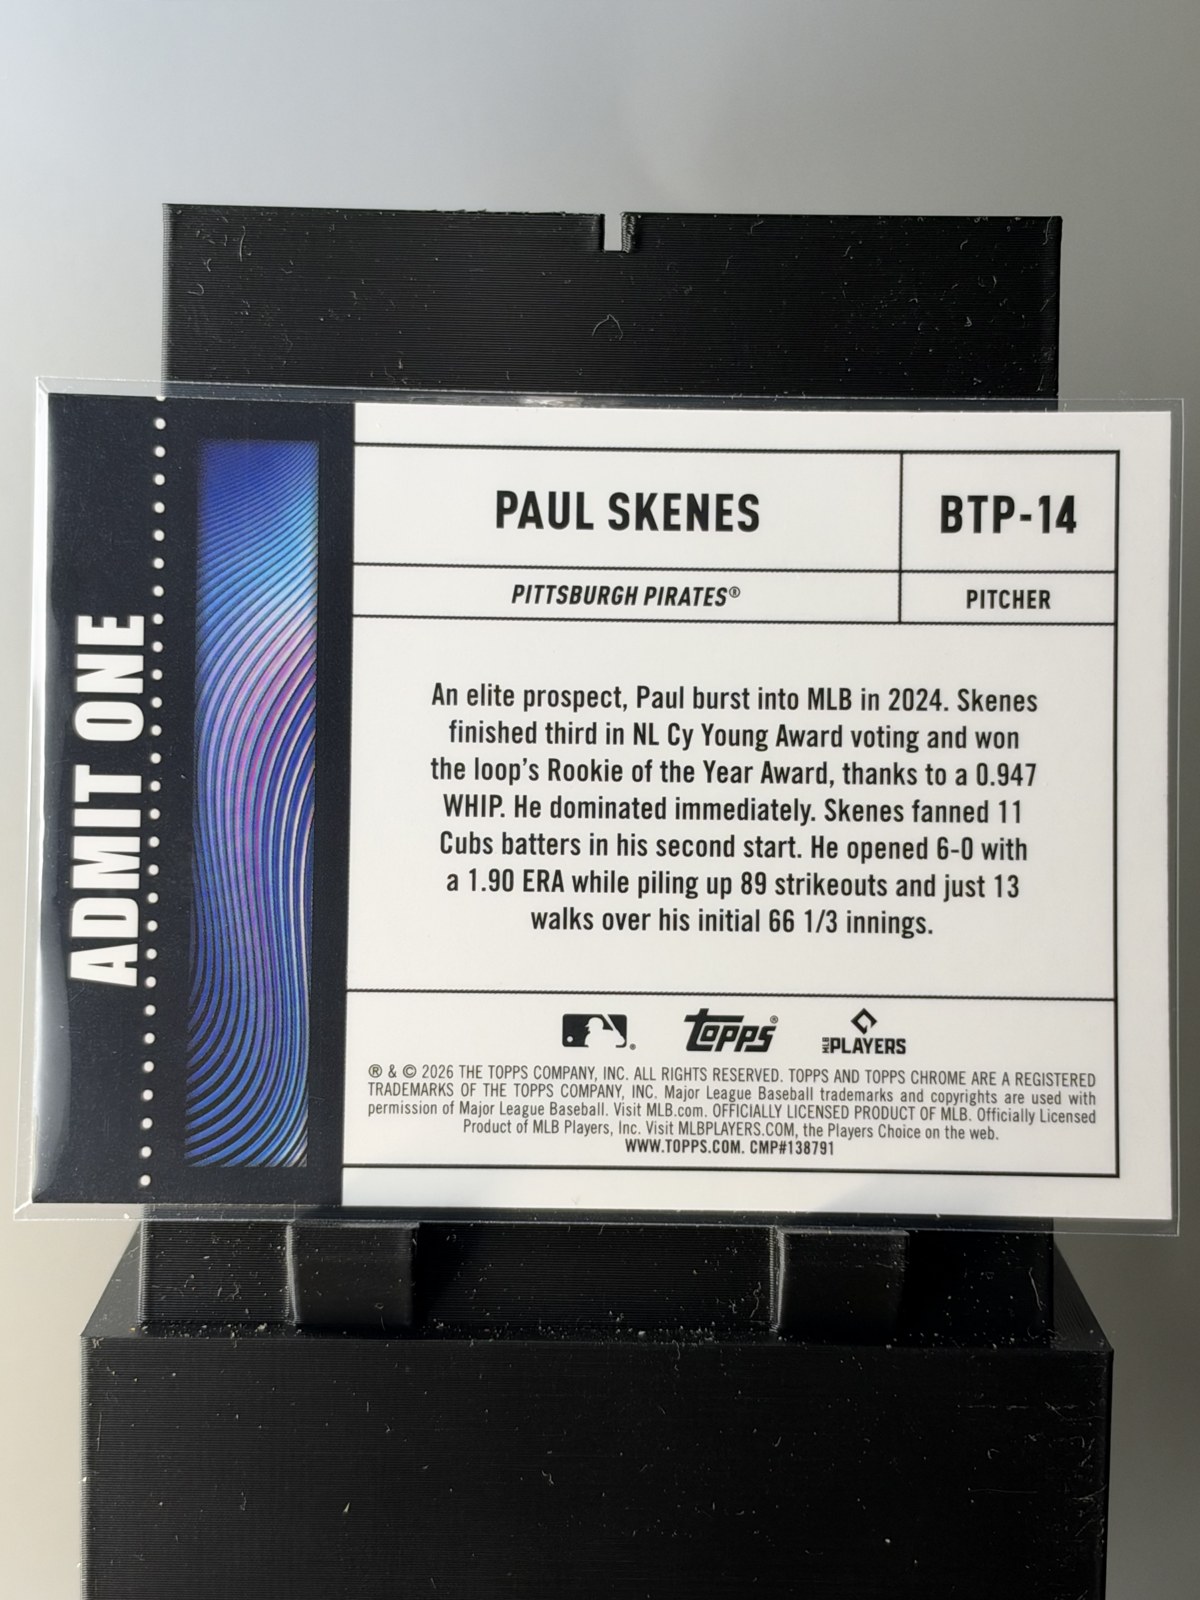 ADMIT ONE
PAUL SKENES
BTP-14
PITTSBURGH PIRATES®
PITCHER
An elite prospect, Paul burst into MLB in 2024. Skenes
finished third in NL Cy Young Award voting and won
the loop's Rookie of the Year Award, thanks to a 0.947
WHIP. He dominated immediately. Skenes fanned 11
Cubs batters in his second start. He opened 6-0 with
a 1.90 ERA while piling up 89 strikeouts and just 13
walks over his initial 66 1/3 innings.
®
Topps®
MLB PLAYERS
® & © 2026 THE TOPPS COMPANY, INC. ALL RIGHTS RESERVED. TOPPS AND TOPPS CHROME ARE A REGISTERED
TRADEMARKS OF THE TOPPS COMPANY, INC. Major League Baseball trademarks and copyrights are used with
permission of Major League Baseball. Visit MLB.com. OFFICIALLY LICENSED PRODUCT OF MLB. Officially Licensed
Product of MLB Players, Inc. Visit MLBPLAYERS.COM, the Players Choice on the web.
WWW.TOPPS.COM. CMP#138791